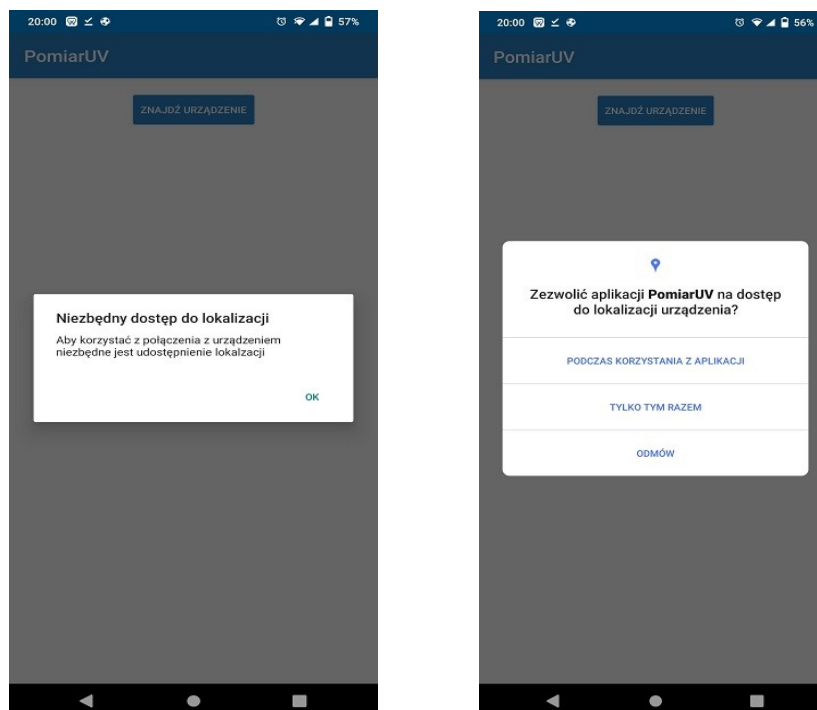 20:00 57%
PomiarUV
ZNAJDŹ URZĄDZENIE
Niezbędny dostęp do lokalizacji
Aby korzystać z połączenia z urządzeniem
niezbędne jest udostępnienie lokalzacji
OK
20:00 56%
PomiarUV
ZNAJDŹ URZĄDZENIE
Zezwolić aplikacji PomiarUV na dostęp
do lokalizacji urządzenia?
PODCZAS KORZYSTANIA Z APLIKACJI
TYLKO TYM RAZEM
ODMÓW